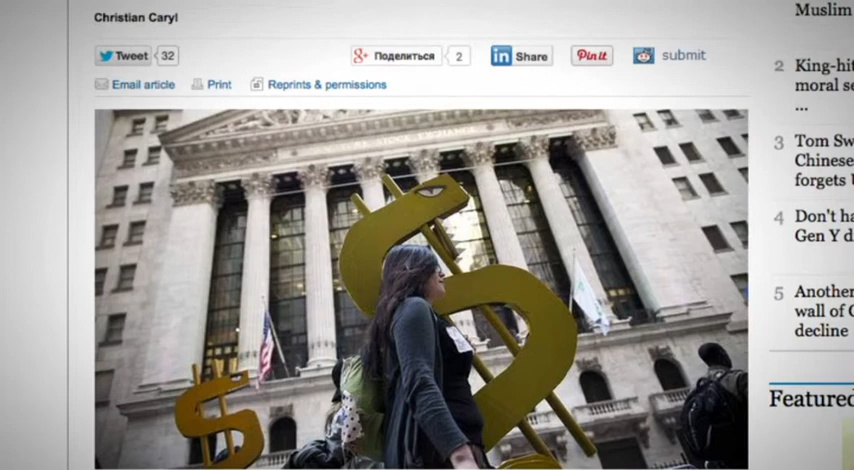 Christian Caryl
Tweet 32
Поделиться 2
in Share
Pin it
submit
Email article
Print
Reprints & permissions
STOCK EXCHANGE
Muslim
2 King-hit
moral se
...
3 Tom Sw
Chinese
forgets
4 Don't ha
Gen Y d
5 Another
wall of
decline
Featured